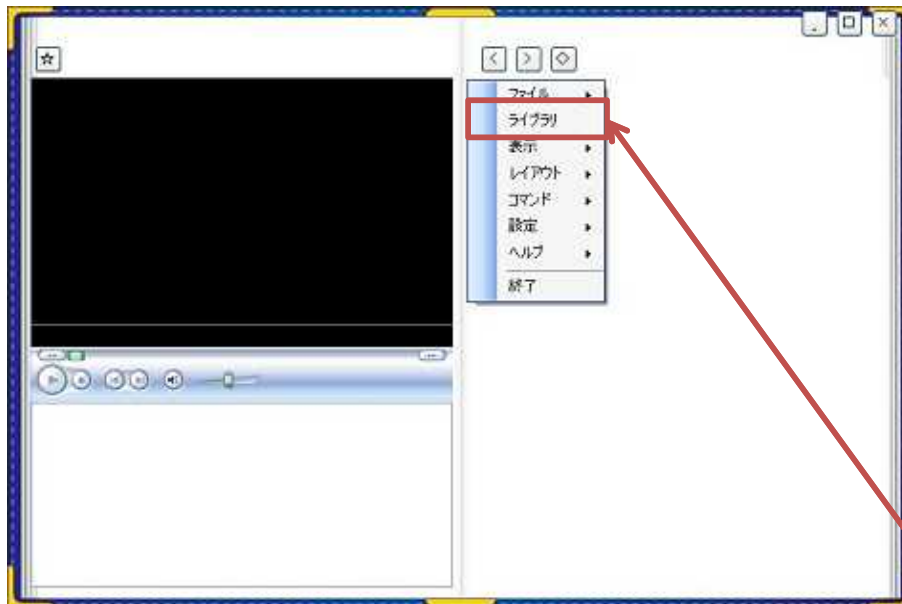 ファイル
ライブラリ
表示
レイアウト
コマンド
設定
ヘルプ
終了